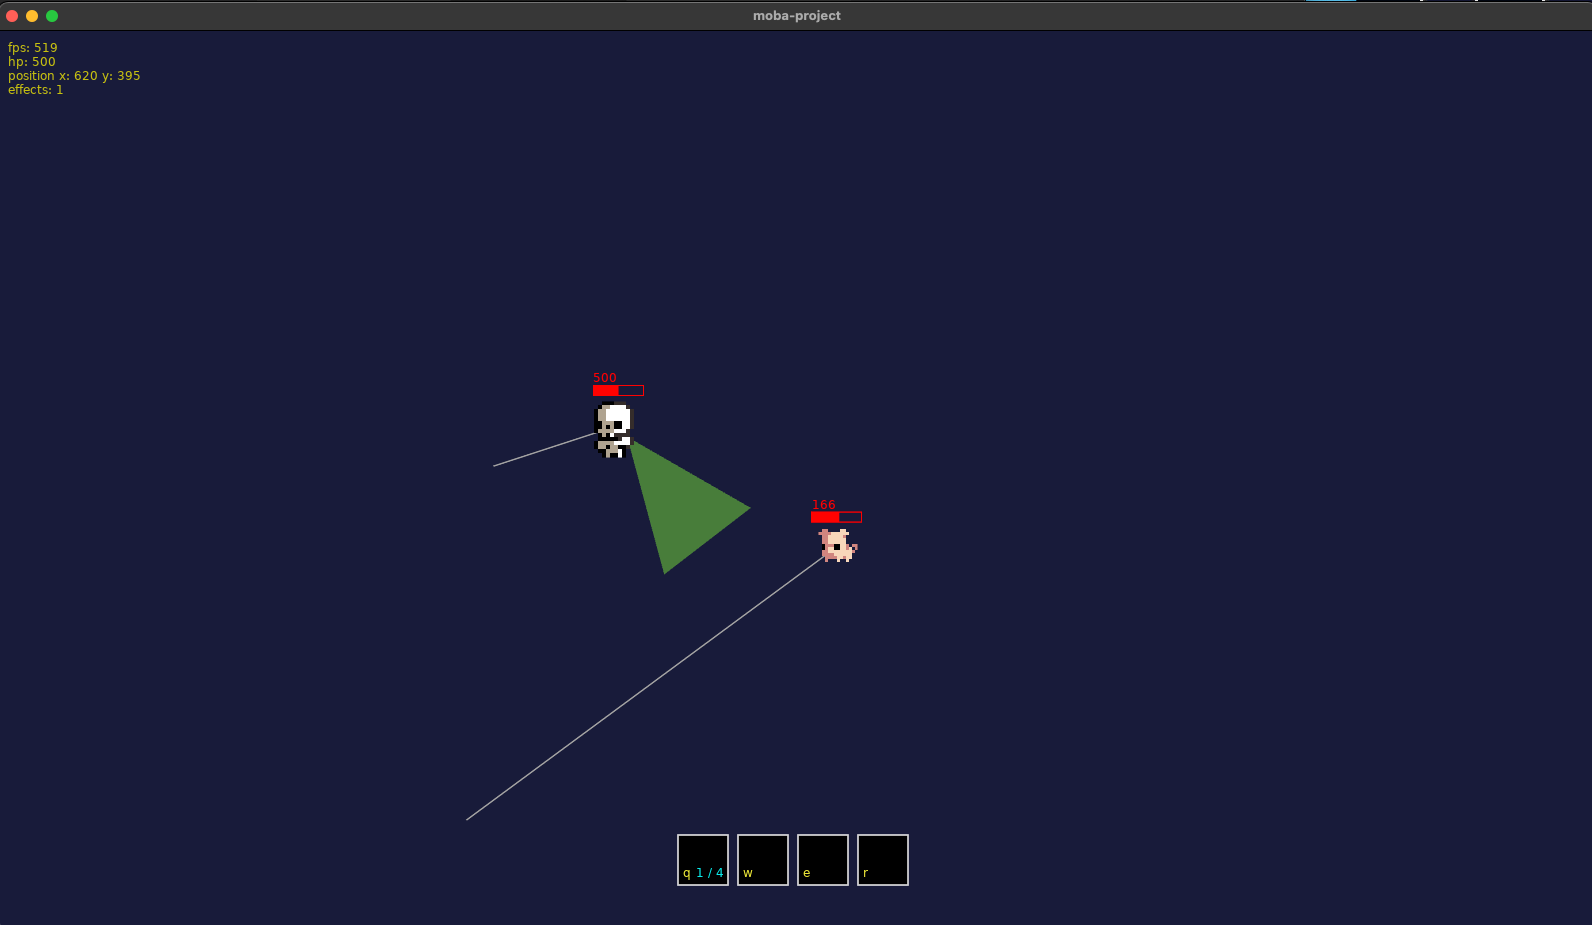 moba-project
fps: 519
hp: 500
position x: 620 y: 395
effects: 1
500
166
q 1 / 4
w
e
r